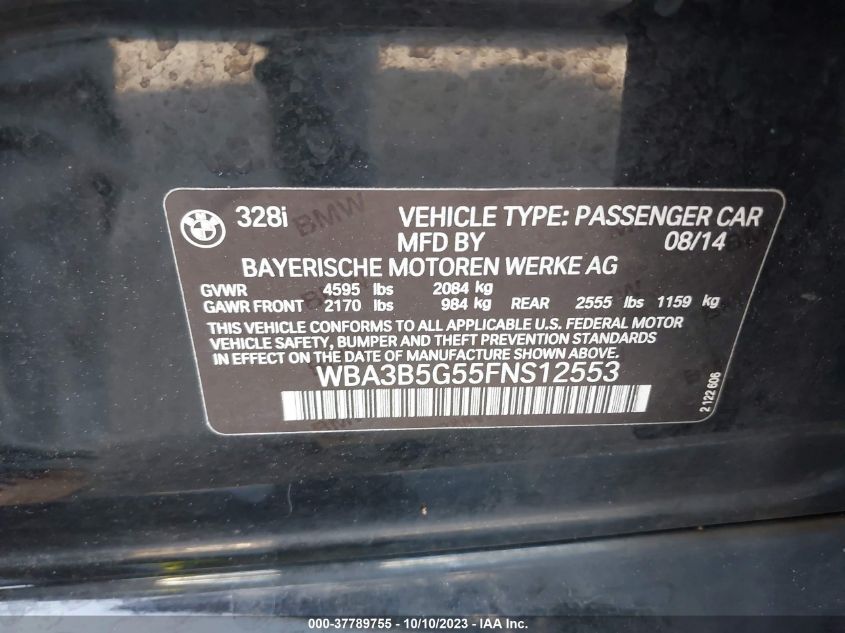 BMW
328i VEHICLE TYPE: PASSENGER CAR
MFD BY 08/14
BAYERISCHE MOTOREN WERKE AG
GVWR 4595 lbs 2084 kg
GAWR FRONT 2170 lbs 984 kg REAR 2555 lbs 1159 kg
THIS VEHICLE CONFORMS TO ALL APPLICABLE U.S. FEDERAL MOTOR
VEHICLE SAFETY, BUMPER AND THEFT PREVENTION STANDARDS
IN EFFECT ON THE DATE OF MANUFACTURE SHOWN ABOVE.
WBA3B5G55FNS12553
2 122 606
000-37789755 - 10/10/2023 - IAA Inc.